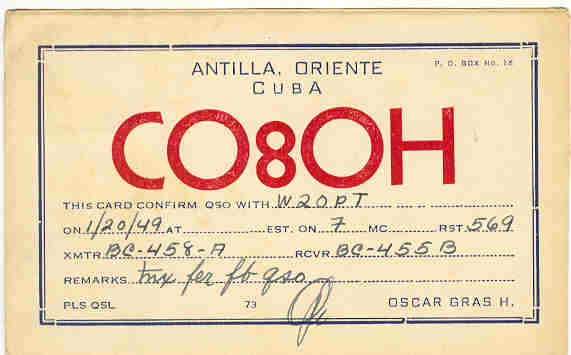 ANTILLA, ORIENTE P. O. BOX No. 18
CUBA
CO8OH
THIS CARD CONFIRM QSO WITH W2OPT
ON 1/20/49 AT EST. ON 7 MC. RST. 569
XMTR BC-458-A RCVR BC-455B
REMARKS tnx fer fb qso
PLS QSL 73 OSCAR GRAS H.